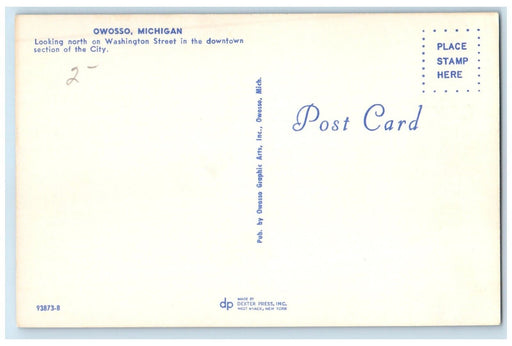 OWOSSO, MICHIGAN
Looking north on Washington Street in the downtown
section of the City.
2-
PLACE
STAMP
HERE
Post Card
Pub. by Owosso Graphic Arts, Inc., Owosso, Mich.
93873-B
dp
MADE BY
DEXTER PRESS, INC.
WEST NYACK, NEW YORK